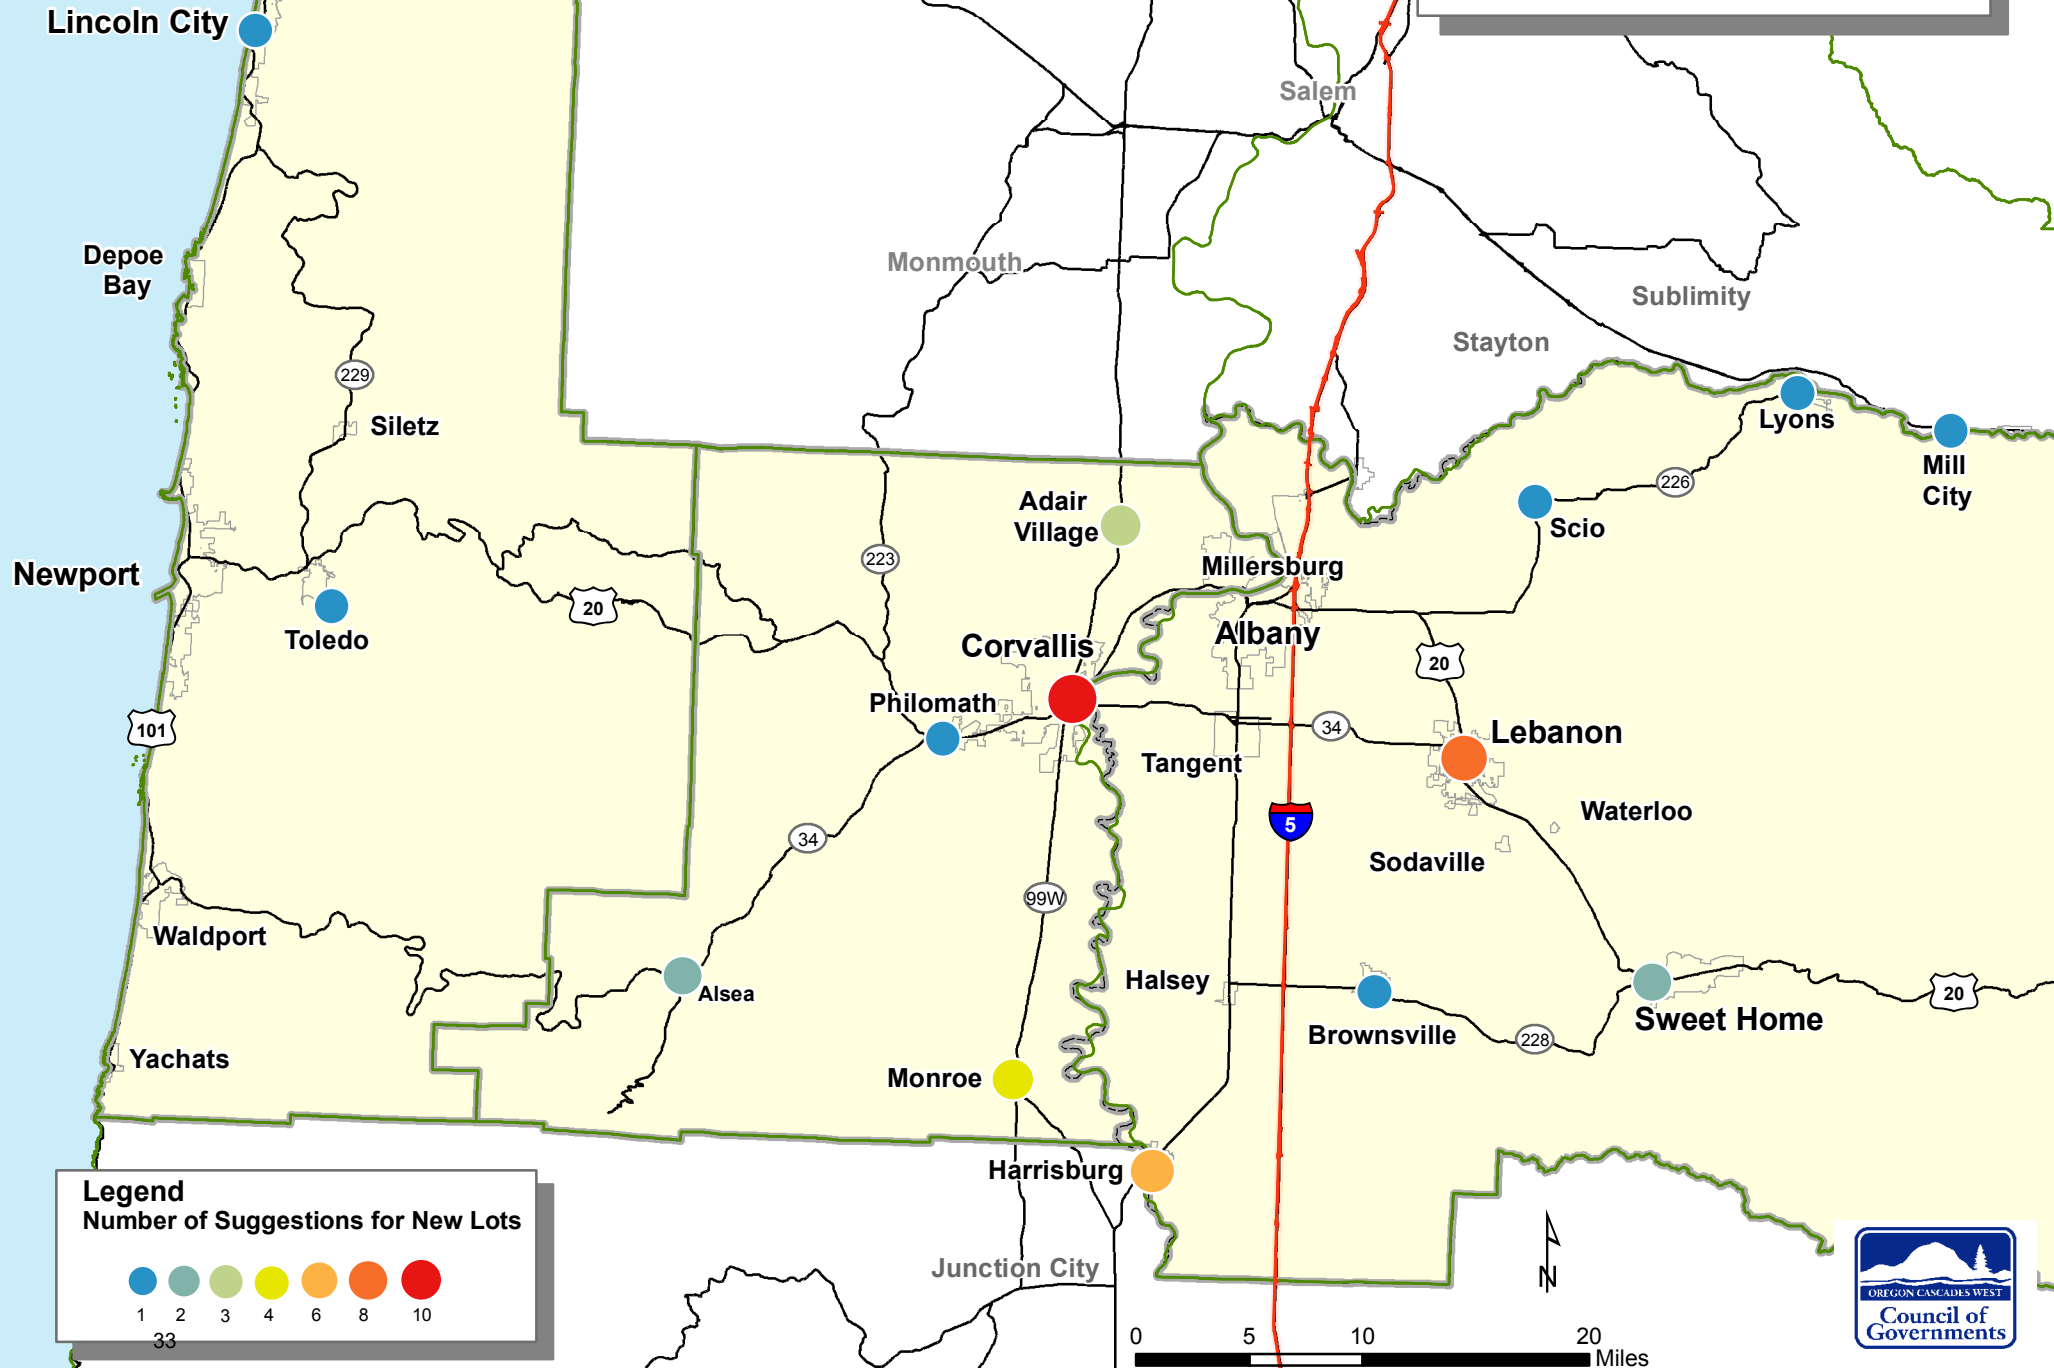 Lincoln City
Salem
Depoe
Bay
Monmouth
Sublimity
Stayton
229
Siletz
Lyons
Mill
City
226
Adair
Village
Scio
223
Millersburg
Newport
20
Toledo
Albany
Corvallis
20
Philomath
101
34
Lebanon
Tangent
Waterloo
5
34
Sodaville
99W
Waldport
Halsey
Alsea
20
Sweet Home
Brownsville
228
Yachats
Monroe
Harrisburg
Legend
Number of Suggestions for New Lots
1 2 3 4 6 8 10
33
Junction City
N
0 5 10 20
Miles
OREGON CASCADES WEST
Council of
Governments